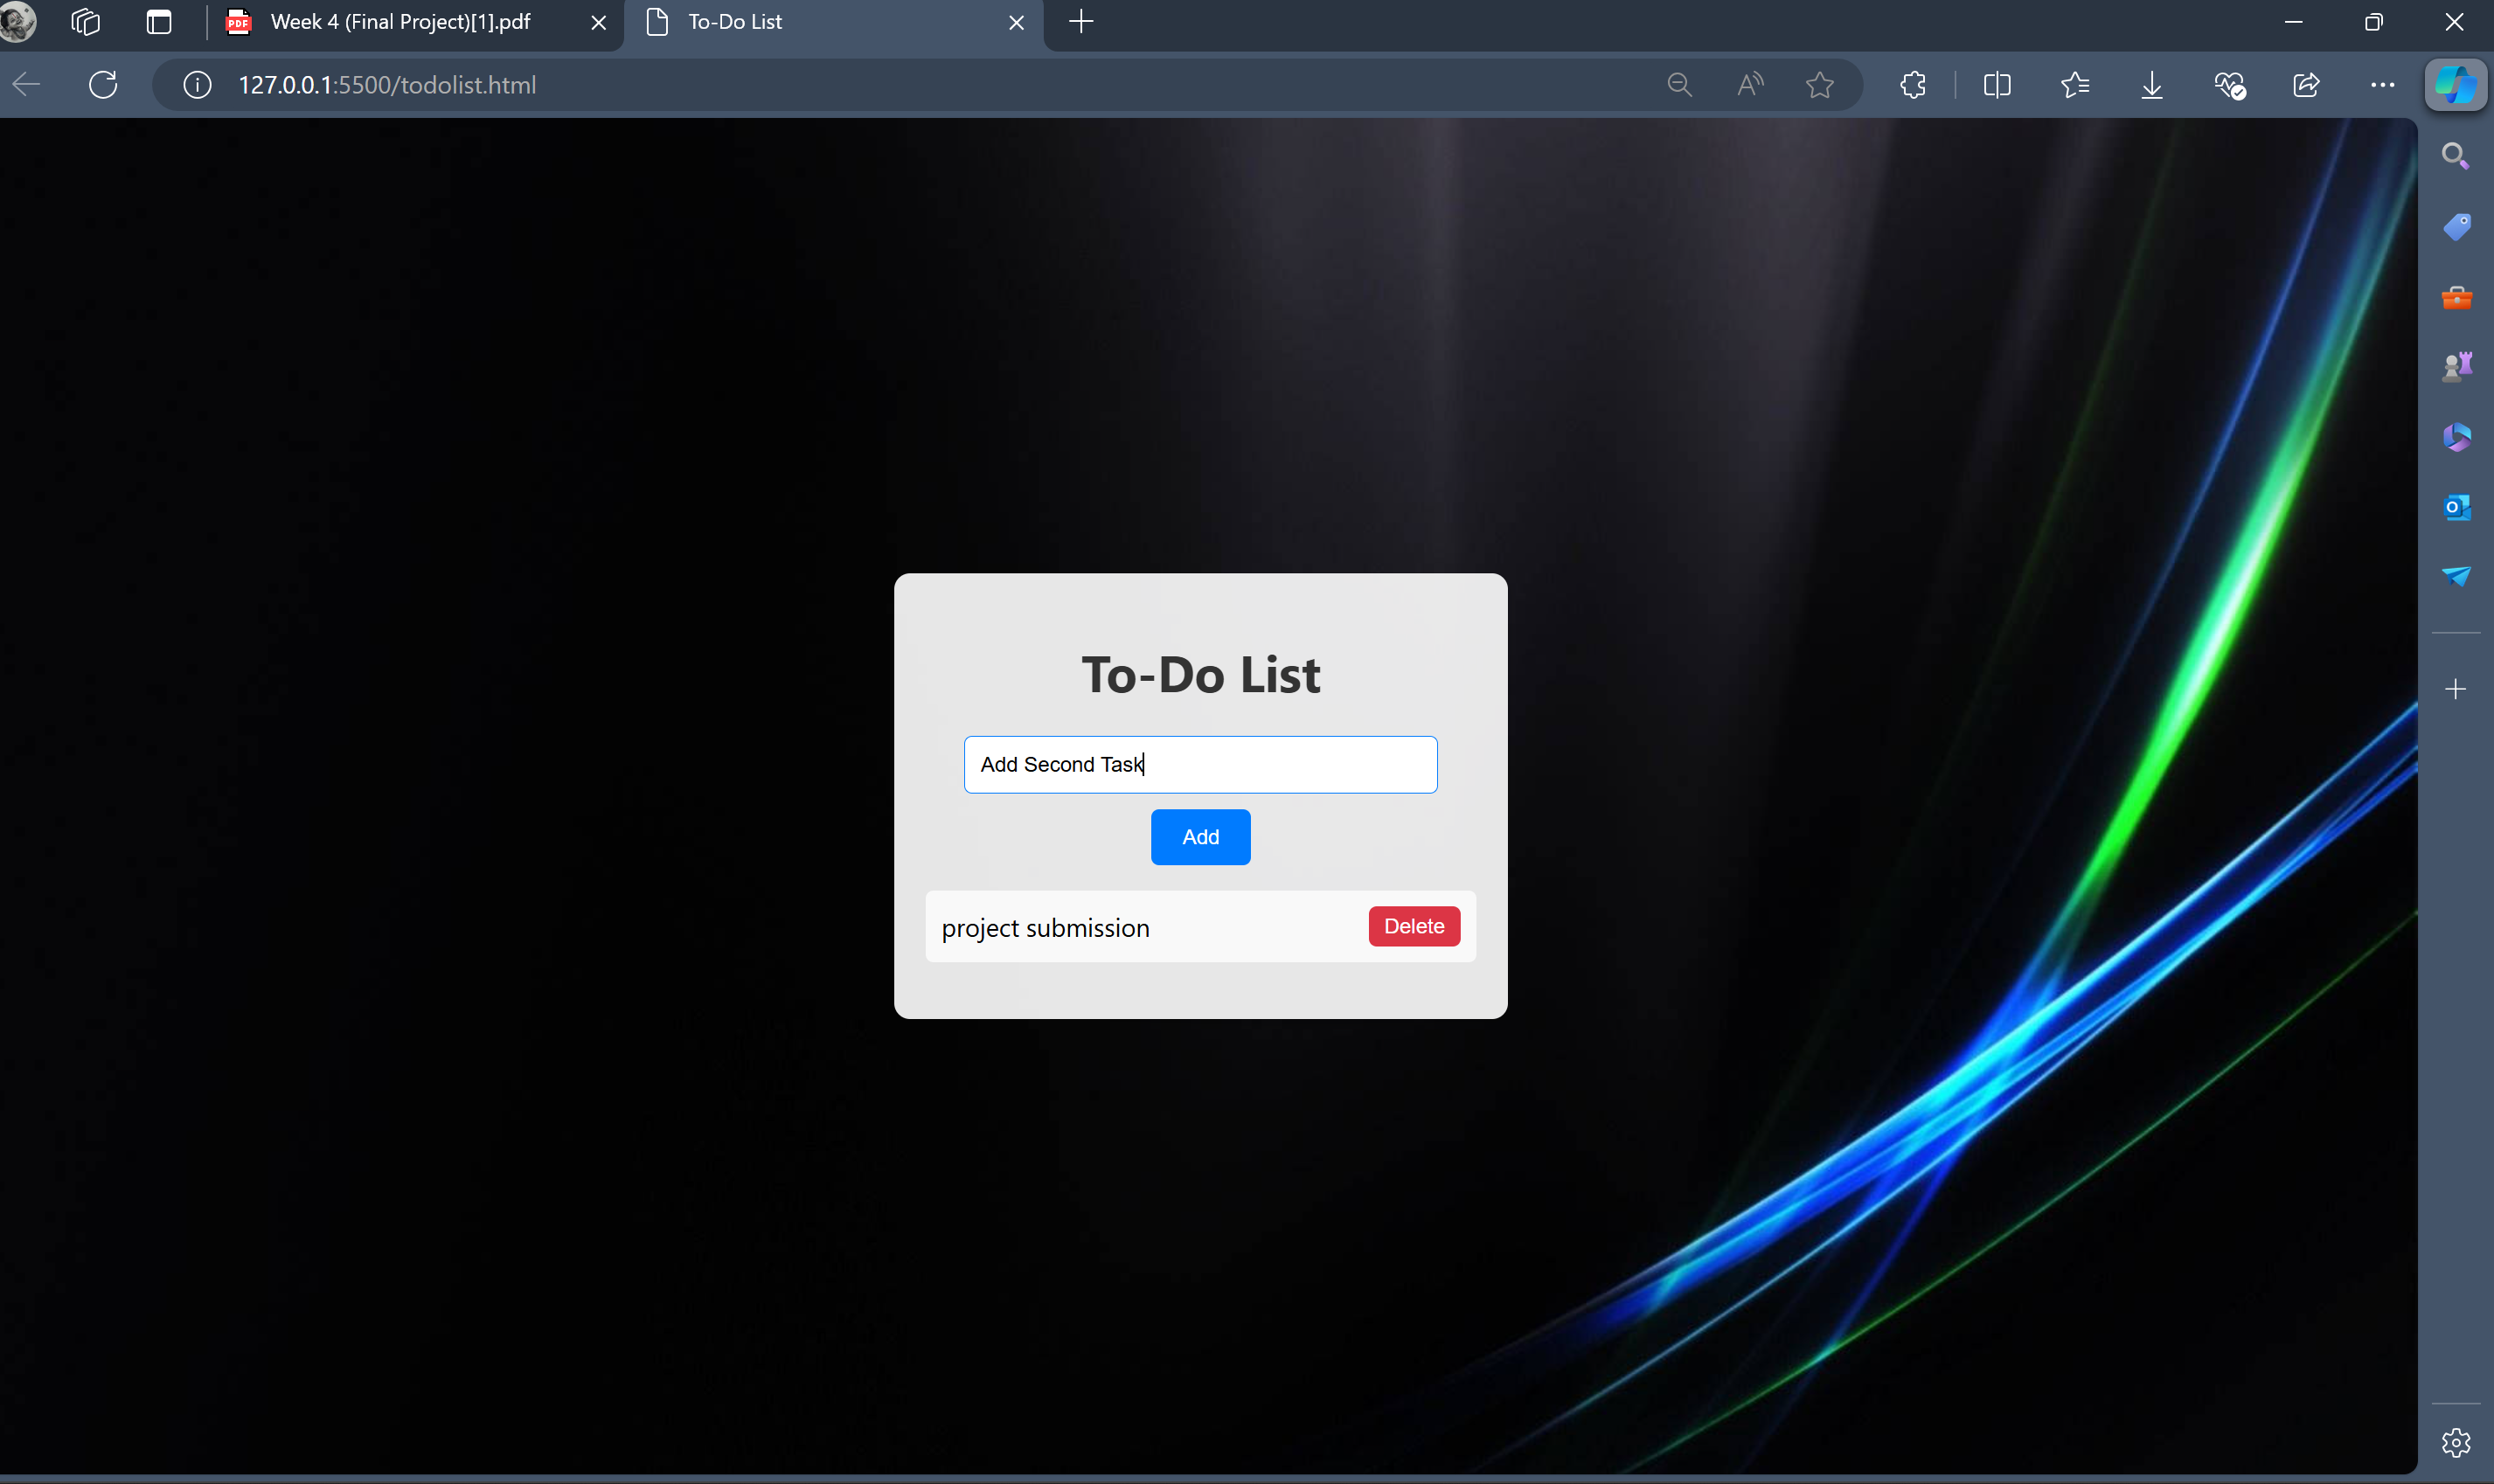 PDF Week 4 (Final Project)[1].pdf To-Do List
127.0.0.1:5500/todolist.html
To-Do List
Add Second Task
Add
project submission Delete